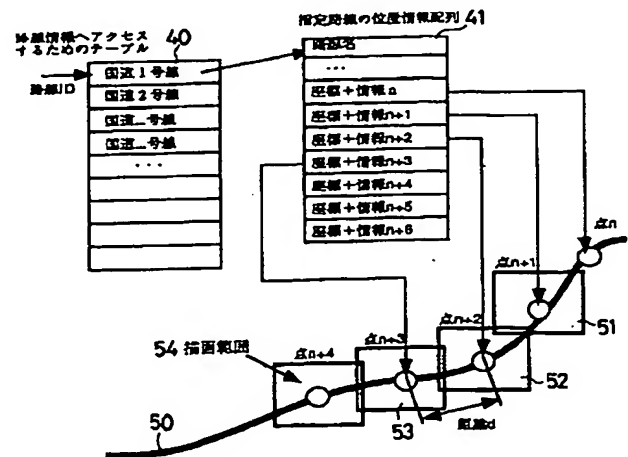 路線情報へアクセス
するためのテーブル
40
路線ID
国道1号線
国道2号線
国道_号線
国道_号線
...
指定路線の位置情報配列
41
路線名
...
座標+情報n
座標+情報n+1
座標+情報n+2
座標+情報n+3
座標+情報n+4
座標+情報n+5
座標+情報n+6
点n
点n+1
51
点n+2
52
点n+3
53
距離d
点n+4
54 描画範囲
50